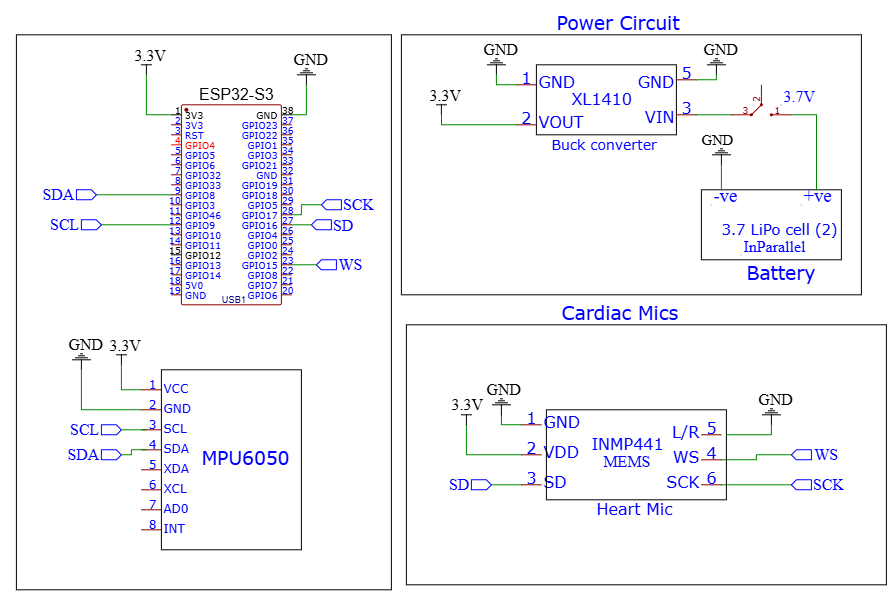 Power Circuit
3.3V
GND
ESP32-S3
1 3V3
2 3V3
3 RST
4 GPIO4
5 GPIO5
6 GPIO6
7 GPIO32
8 GPIO33
9 GPIO8
10 GPIO3
11 GPIO46
12 GPIO9
13 GPIO10
14 GPIO11
15 GPIO12
16 GPIO13
17 GPIO14
18 5V0
19 GND
GND 38
GPIO23 37
GPIO22 36
GPIO1 35
GPIO3 34
GPIO21 33
GND 32
GPIO19 31
GPIO18 30
GPIO5 29
GPIO17 28
GPIO16 27
GPIO4 26
GPIO0 25
GPIO2 24
GPIO15 23
GPIO8 22
GPIO7 21
GPIO6 20
USB1
SDA
SCL
SCK
SD
WS
GND
3.3V
1 VCC
2 GND
3 SCL
4 SDA
5 XDA
6 XCL
7 AD0
8 INT
SCL
SDA
MPU6050
GND
GND
3.3V
1 GND
2 VOUT
GND 5
VIN 3
XL1410
Buck converter
2
3
1
3.7V
GND
-ve
+ve
3.7 LiPo cell (2)
InParallel
Battery
Cardiac Mics
3.3V
GND
GND
1 GND
2 VDD
3 SD
L/R 5
WS 4
SCK 6
INMP441
MEMS
SD
WS
SCK
Heart Mic